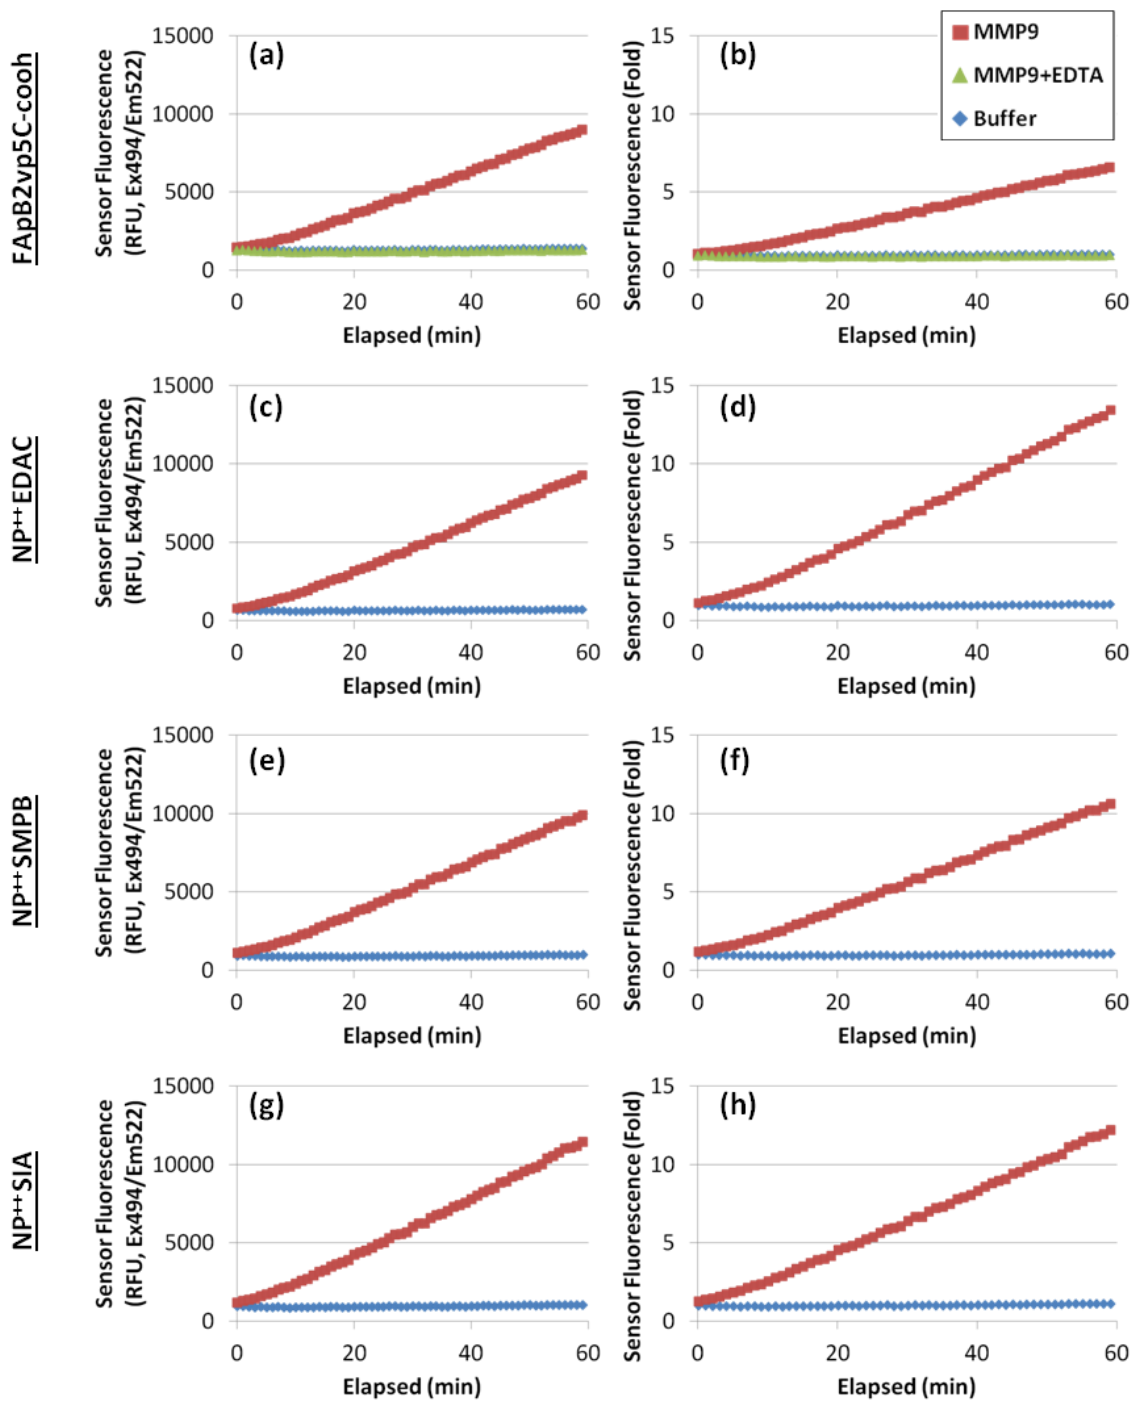 FApB2vp5C-cooh
Sensor Fluorescence
(RFU, Ex494/Em522)
15000
10000
5000
0
(a)
0 20 40 60
Elapsed (min)
Sensor Fluorescence (Fold)
15
10
5
0
(b)
MMP9
MMP9+EDTA
Buffer
0 20 40 60
Elapsed (min)
NP++EDAC
Sensor Fluorescence
(RFU, Ex494/Em522)
15000
10000
5000
0
(c)
0 20 40 60
Elapsed (min)
Sensor Fluorescence (Fold)
15
10
5
0
(d)
0 20 40 60
Elapsed (min)
NP++SMPB
Sensor Fluorescence
(RFU, Ex494/Em522)
15000
10000
5000
0
(e)
0 20 40 60
Elapsed (min)
Sensor Fluorescence (Fold)
15
10
5
0
(f)
0 20 40 60
Elapsed (min)
NP++SIA
Sensor Fluorescence
(RFU, Ex494/Em522)
15000
10000
5000
0
(g)
0 20 40 60
Elapsed (min)
Sensor Fluorescence (Fold)
15
10
5
0
(h)
0 20 40 60
Elapsed (min)